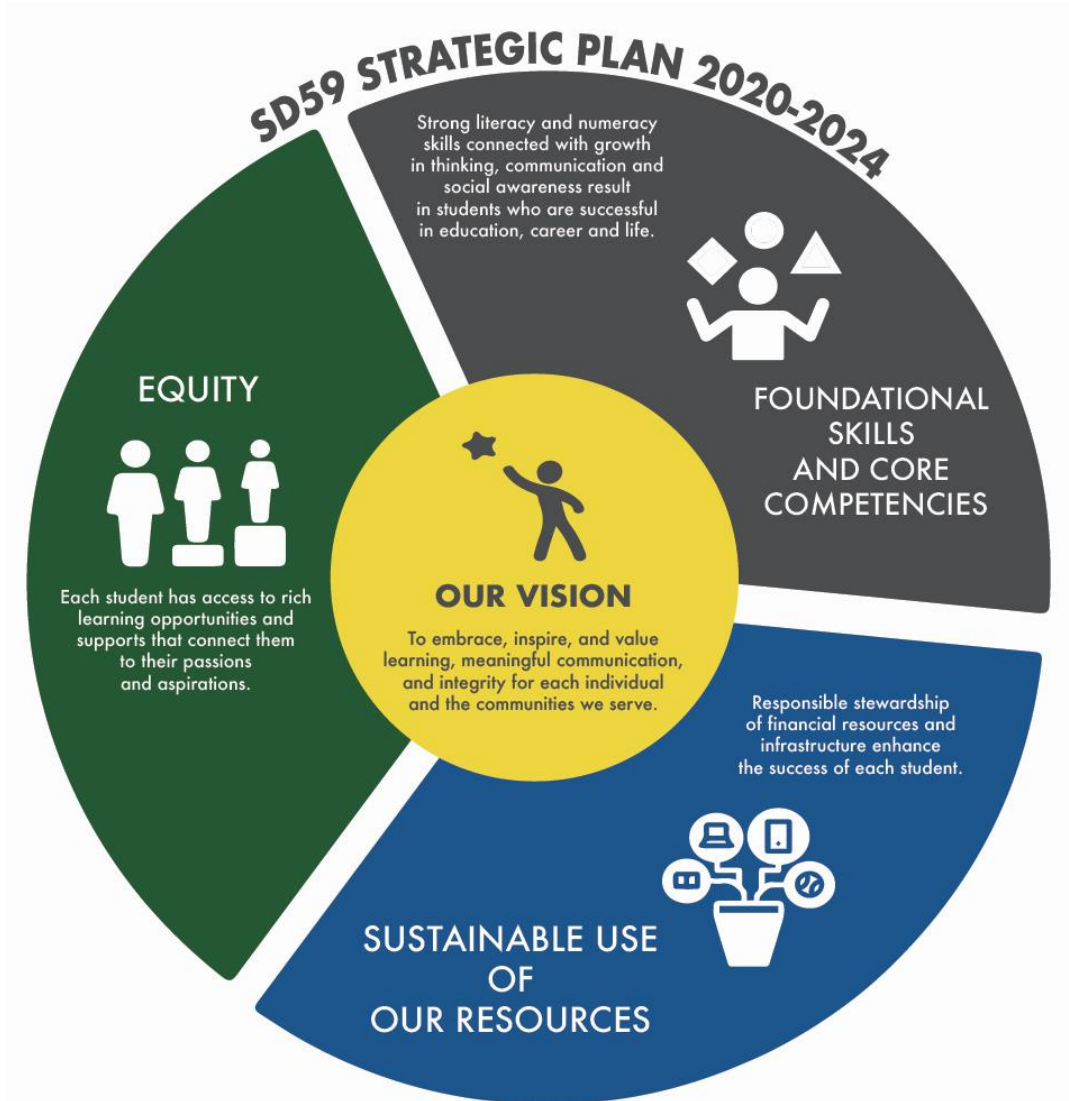 SD59 STRATEGIC PLAN 2020-2024
Strong literacy and numeracy
skills connected with growth
in thinking, communication and
social awareness result
in students who are successful
in education, career and life.
FOUNDATIONAL
SKILLS
AND CORE
COMPETENCIES
EQUITY
Each student has access to rich
learning opportunities and
supports that connect them
to their passions
and aspirations.
OUR VISION
To embrace, inspire, and value
learning, meaningful communication,
and integrity for each individual
and the communities we serve.
Responsible stewardship
of financial resources and
infrastructure enhance
the success of each student.
SUSTAINABLE USE
OF
OUR RESOURCES